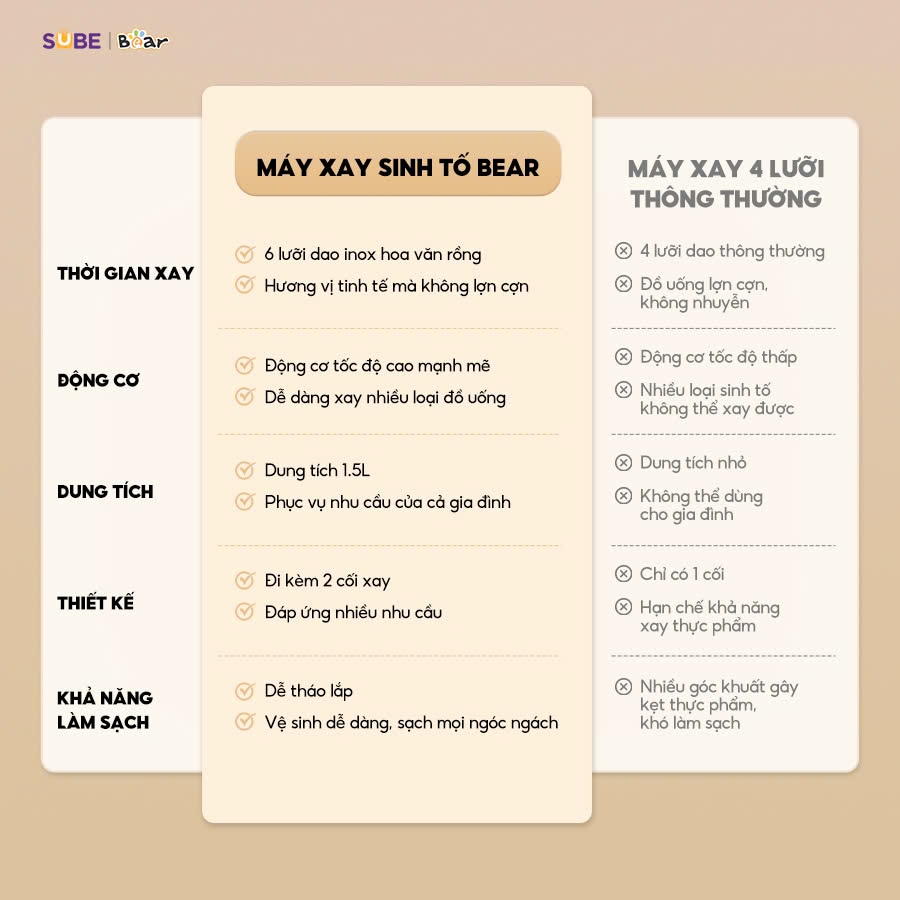 SUBE | Bear
MÁY XAY SINH TỐ BEAR
MÁY XAY 4 LƯỠI
THÔNG THƯỜNG
THỜI GIAN XAY
6 lưỡi dao inox hoa văn rồng
Hương vị tinh tế mà không lợn cợn
4 lưỡi dao thông thường
Đồ uống lợn cợn,
không nhuyễn
ĐỘNG CƠ
Động cơ tốc độ cao mạnh mẽ
Dễ dàng xay nhiều loại đồ uống
Động cơ tốc độ thấp
Nhiều loại sinh tố
không thể xay được
DUNG TÍCH
Dung tích 1.5L
Phục vụ nhu cầu của cả gia đình
Dung tích nhỏ
Không thể dùng
cho gia đình
THIẾT KẾ
Đi kèm 2 cối xay
Đáp ứng nhiều nhu cầu
Chỉ có 1 cối
Hạn chế khả năng
xay thực phẩm
KHẢ NĂNG
LÀM SẠCH
Dễ tháo lắp
Vệ sinh dễ dàng, sạch mọi ngóc ngách
Nhiều góc khuất gây
kẹt thực phẩm,
khó làm sạch